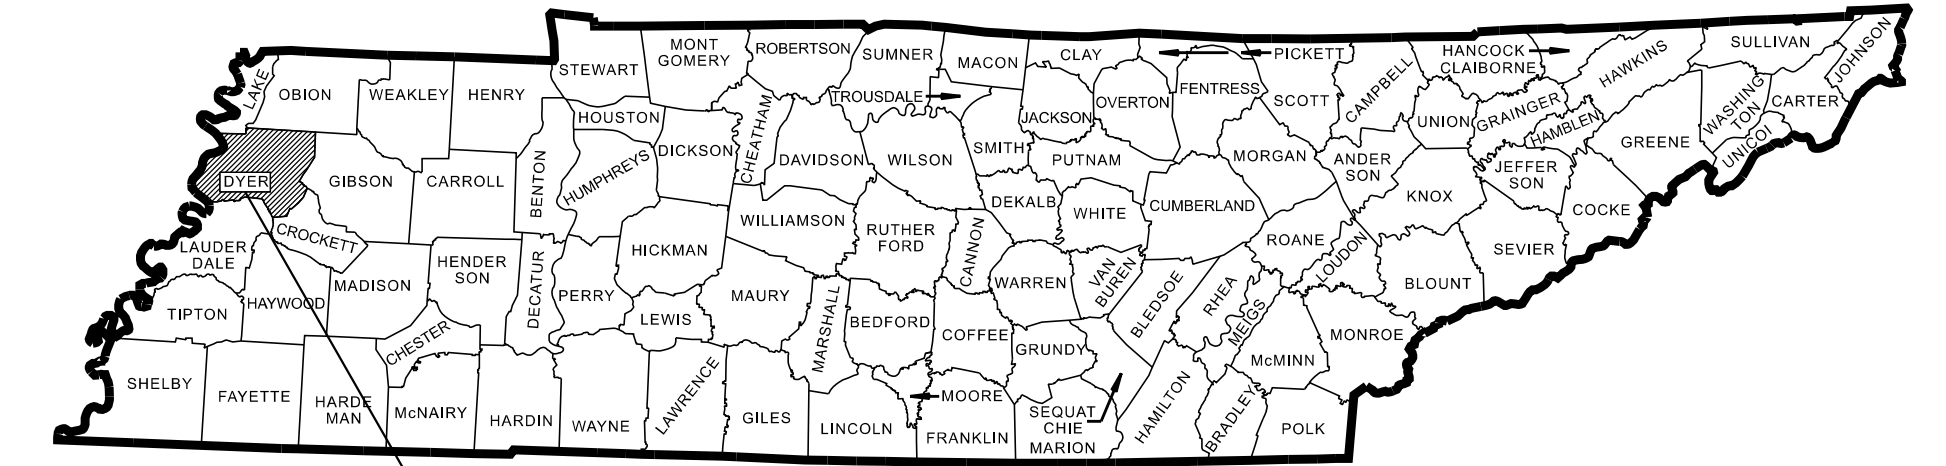 LAKE
OBION
WEAKLEY
HENRY
STEWART
MONT
GOMERY
ROBERTSON
SUMNER
MACON
CLAY
PICKETT
HANCOCK
CLAIBORNE
HAWKINS
SULLIVAN
JOHNSON
TROUSDALE
HOUSTON
CHEATHAM
JACKSON
OVERTON
FENTRESS
SCOTT
CAMPBELL
UNION
GRAINGER
HAMBLEN
WASHING
TON
CARTER
UNICOI
GREENE
DYER
GIBSON
CARROLL
BENTON
HUMPHREYS
DICKSON
DAVIDSON
WILSON
SMITH
PUTNAM
MORGAN
ANDER
SON
KNOX
JEFFER
SON
COCKE
CROCKETT
LAUDER
DALE
HAYWOOD
MADISON
HENDER
SON
DECATUR
PERRY
HICKMAN
WILLIAMSON
RUTHER
FORD
CANNON
DEKALB
WHITE
CUMBERLAND
ROANE
LOUDON
BLOUNT
SEVIER
TIPTON
CHESTER
LEWIS
MAURY
MARSHALL
BEDFORD
COFFEE
WARREN
VAN
BUREN
BLEDSOE
RHEA
MEIGS
MONROE
McMINN
GRUNDY
SHELBY
FAYETTE
HARDE
MAN
McNAIRY
HARDIN
WAYNE
LAWRENCE
GILES
LINCOLN
MOORE
FRANKLIN
SEQUAT
CHIE
MARION
HAMILTON
BRADLEY
POLK